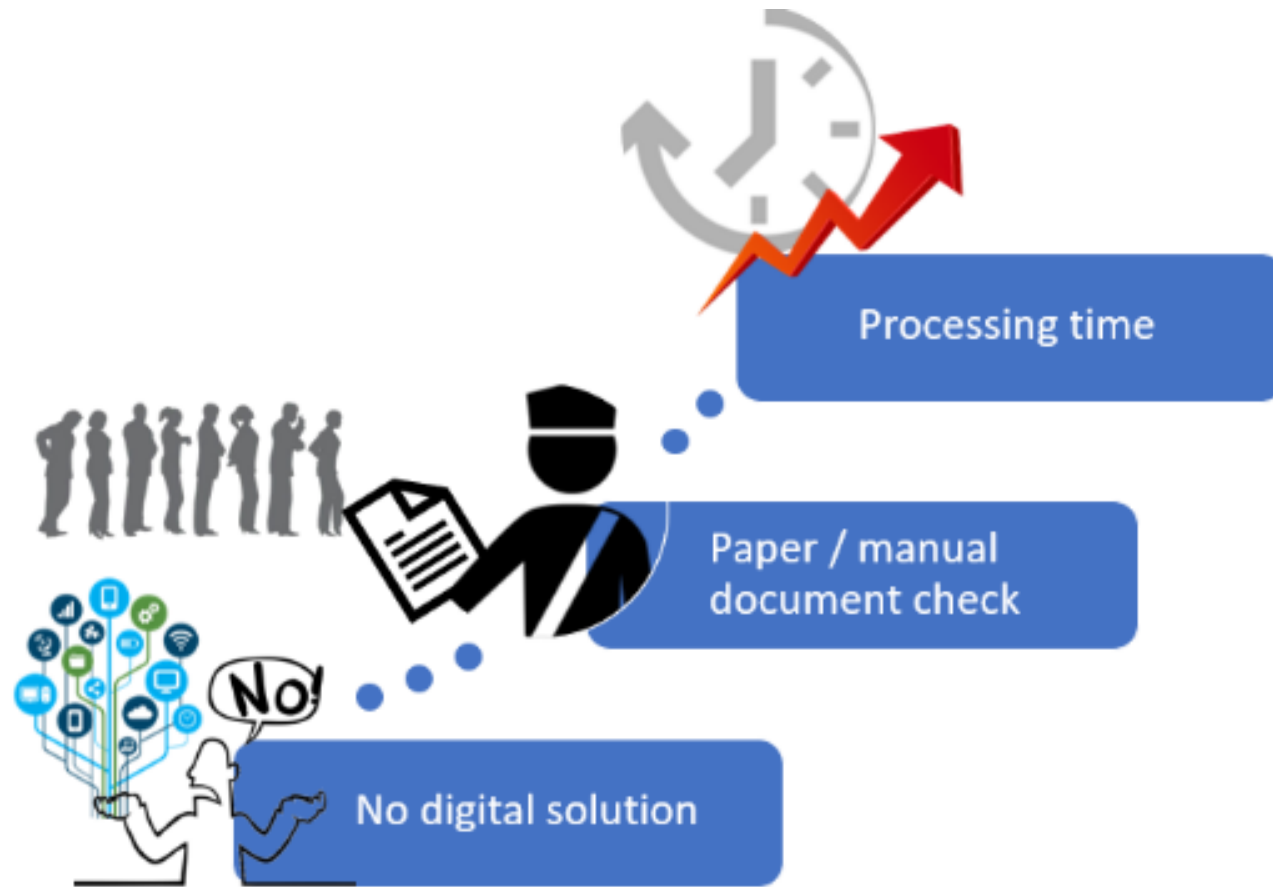 Processing time
Paper / manual
document check
No!
No digital solution